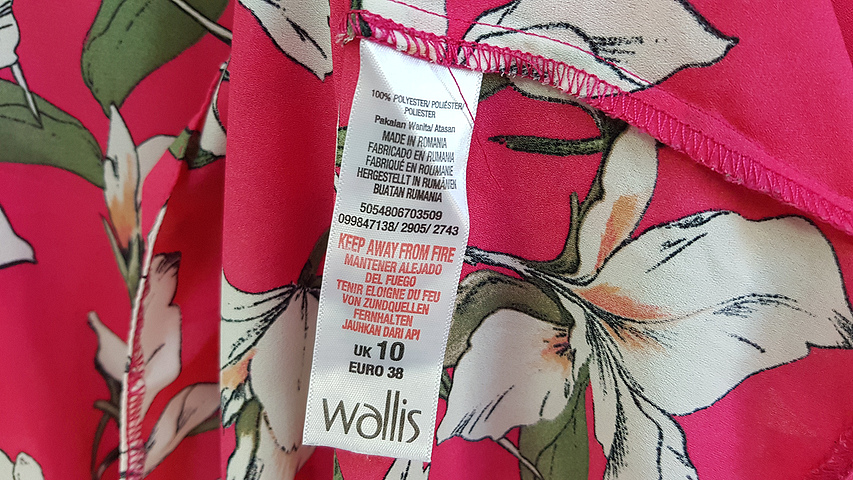 100% POLYESTER/ POLIÉSTER/
POLIESTER
Pakaian Wanita/ Atasan
MADE IN ROMANIA
FABRICADO EN RUMANIA
FABRIQUÉ EN ROUMANIE
HERGESTELLT IN RUMÄNIEN
BUATAN RUMANIA
5054806703509
099847138/ 2905/ 2743
KEEP AWAY FROM FIRE
MANTENER ALEJADO
DEL FUEGO
TENIR ELOIGNE DU FEU
VON ZUNDQUELLEN
FERNHALTEN
JAUHKAN DARI API
UK 10
EURO 38
wallis